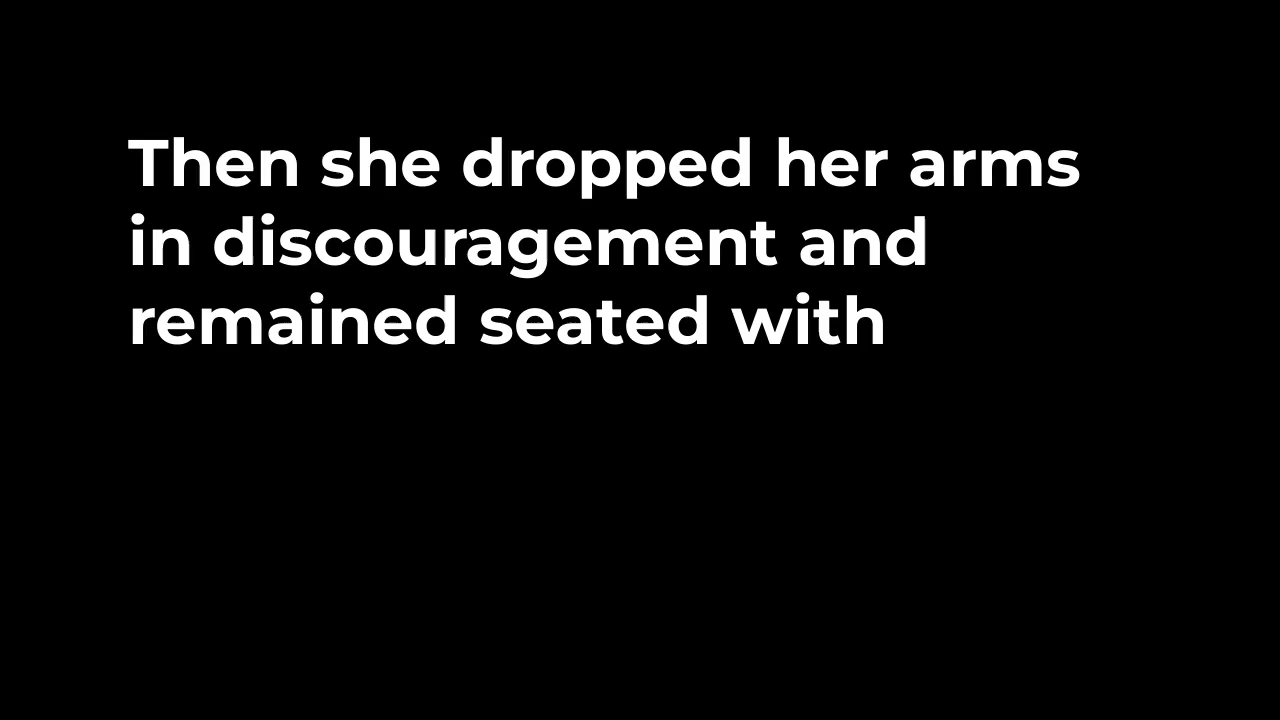 Then she dropped her arms
in discouragement and
remained seated with